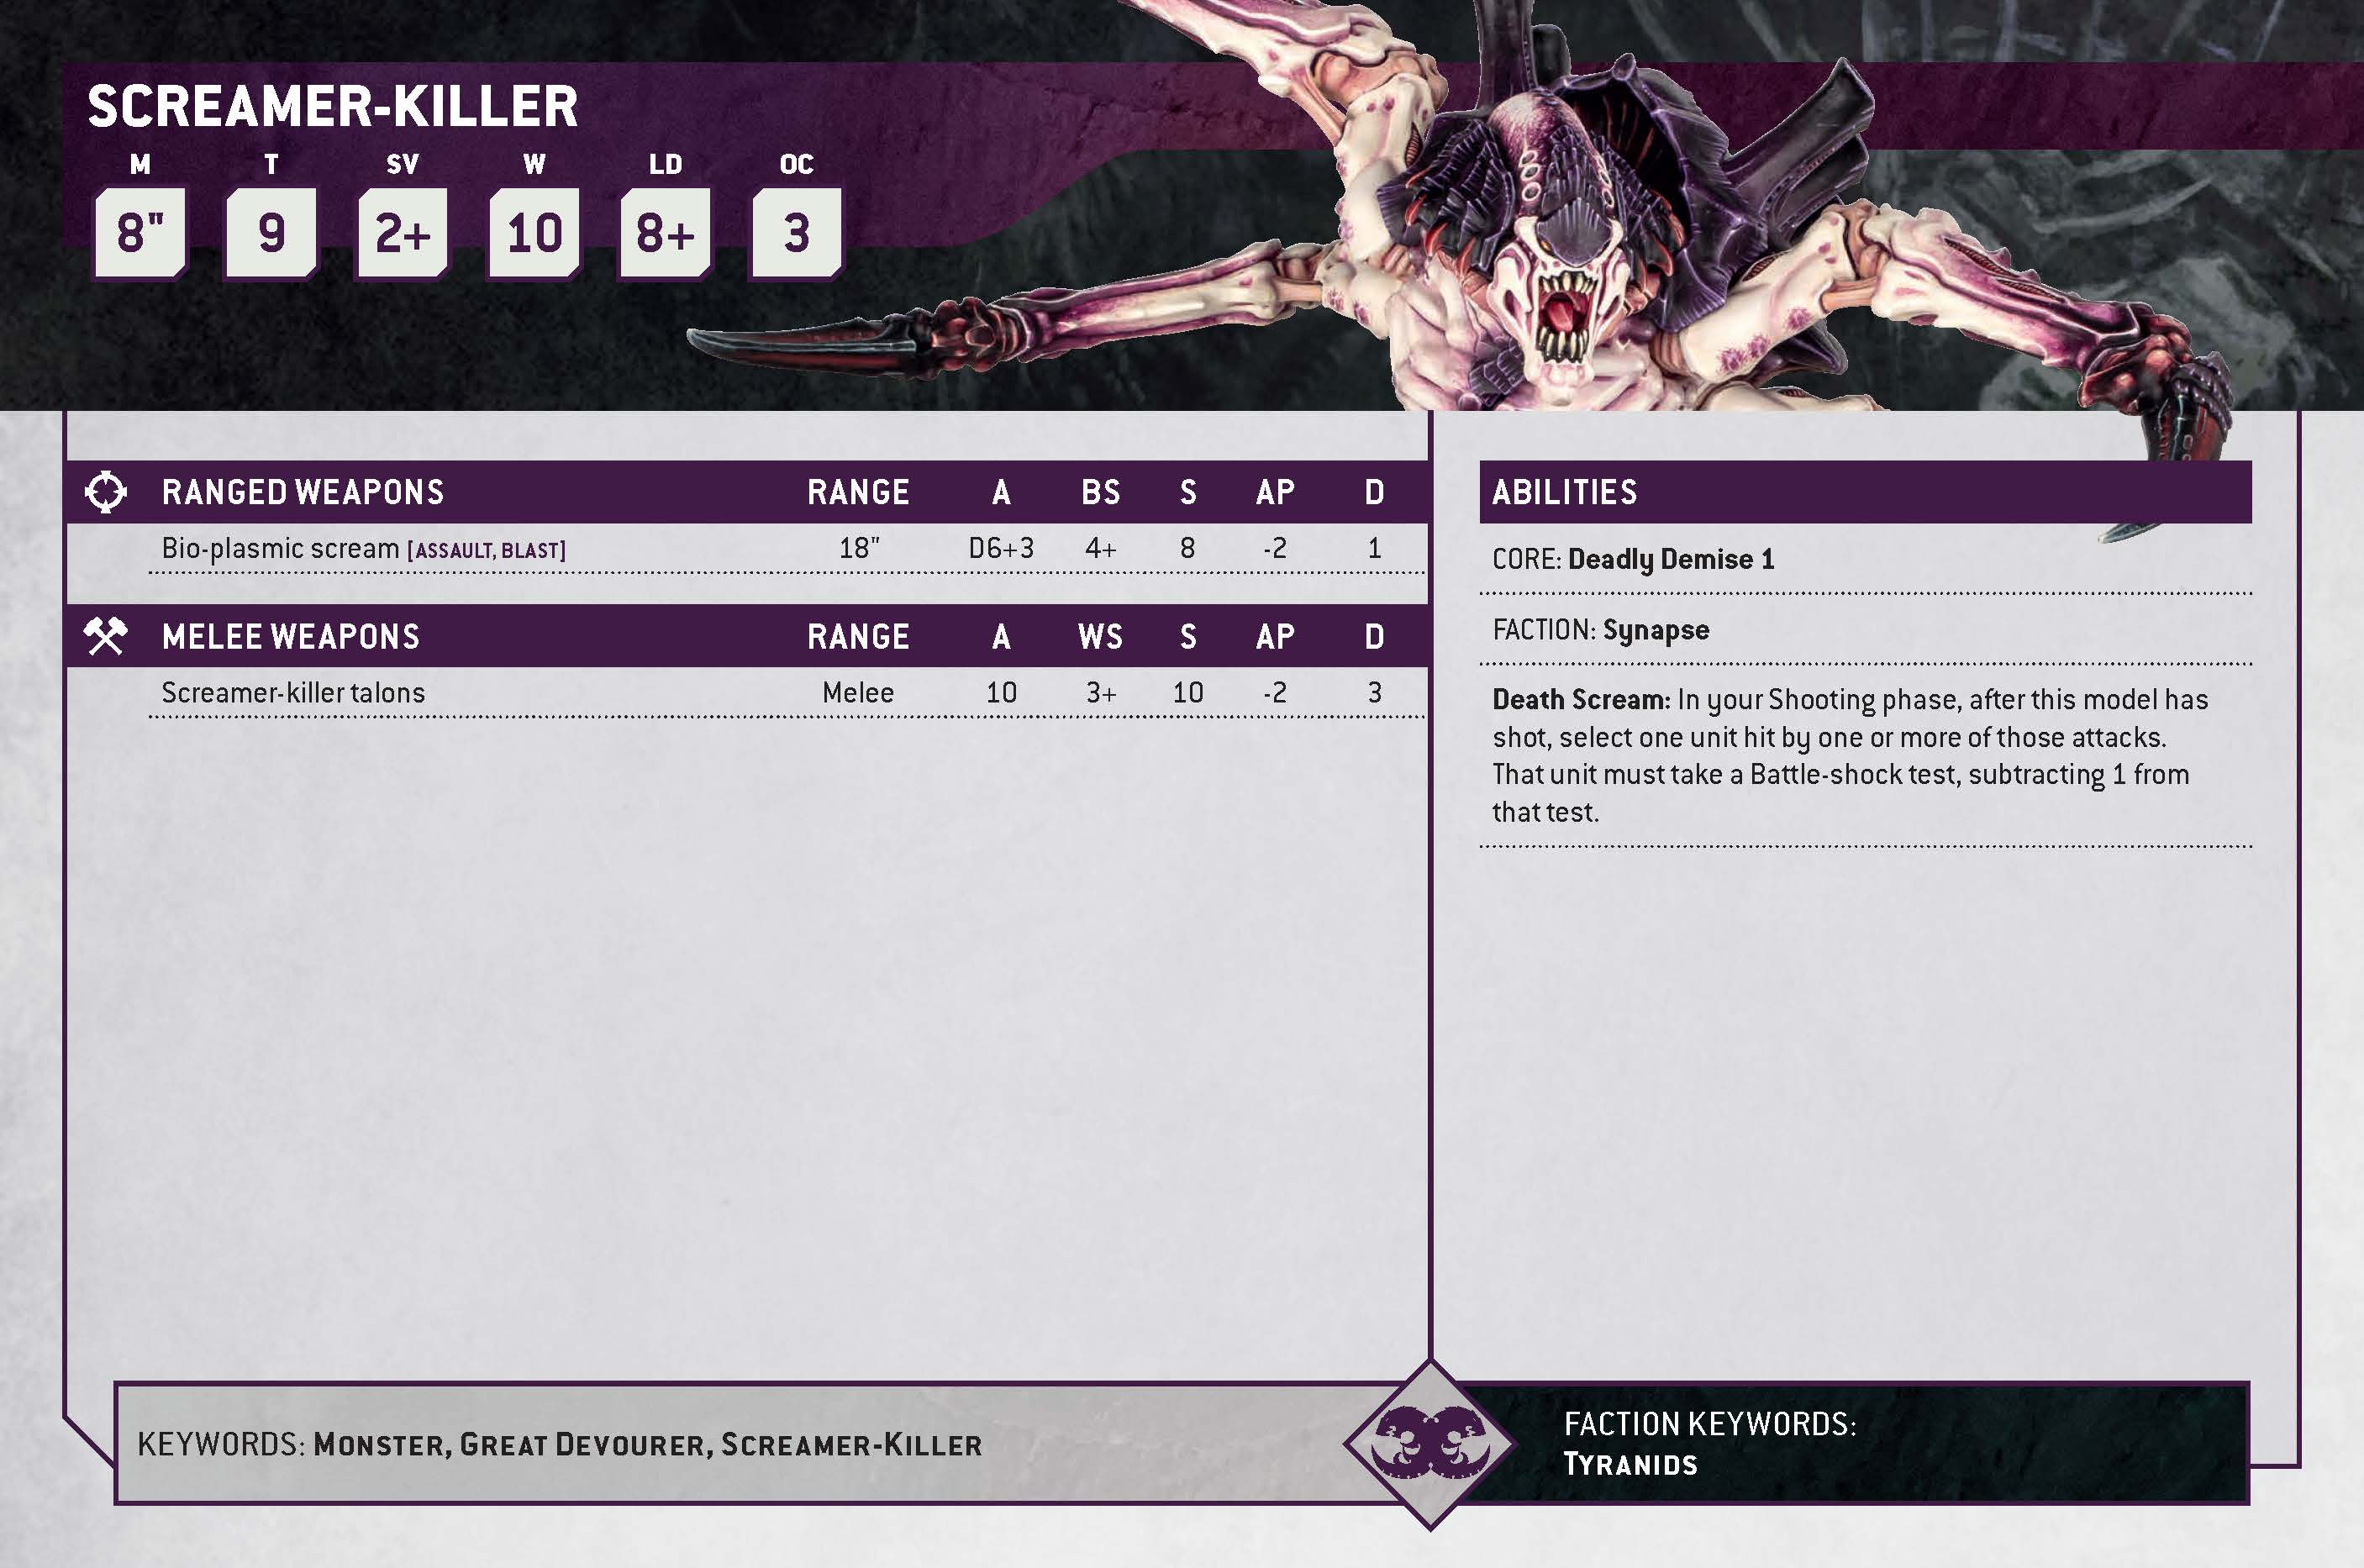 SCREAMER-KILLER
M T SV W LD OC
8" 9 2+ 10 8+ 3
RANGED WEAPONS RANGE A BS S AP D
Bio-plasmic scream [ASSAULT, BLAST] 18" D6+3 4+ 8 -2 1
MELEE WEAPONS RANGE A WS S AP D
Screamer-killer talons Melee 10 3+ 10 -2 3
ABILITIES
CORE: Deadly Demise 1
FACTION: Synapse
Death Scream: In your Shooting phase, after this model has
shot, select one unit hit by one or more of those attacks.
That unit must take a Battle-shock test, subtracting 1 from
that test.
KEYWORDS: MONSTER, GREAT DEVOURER, SCREAMER-KILLER
FACTION KEYWORDS:
TYRANIDS